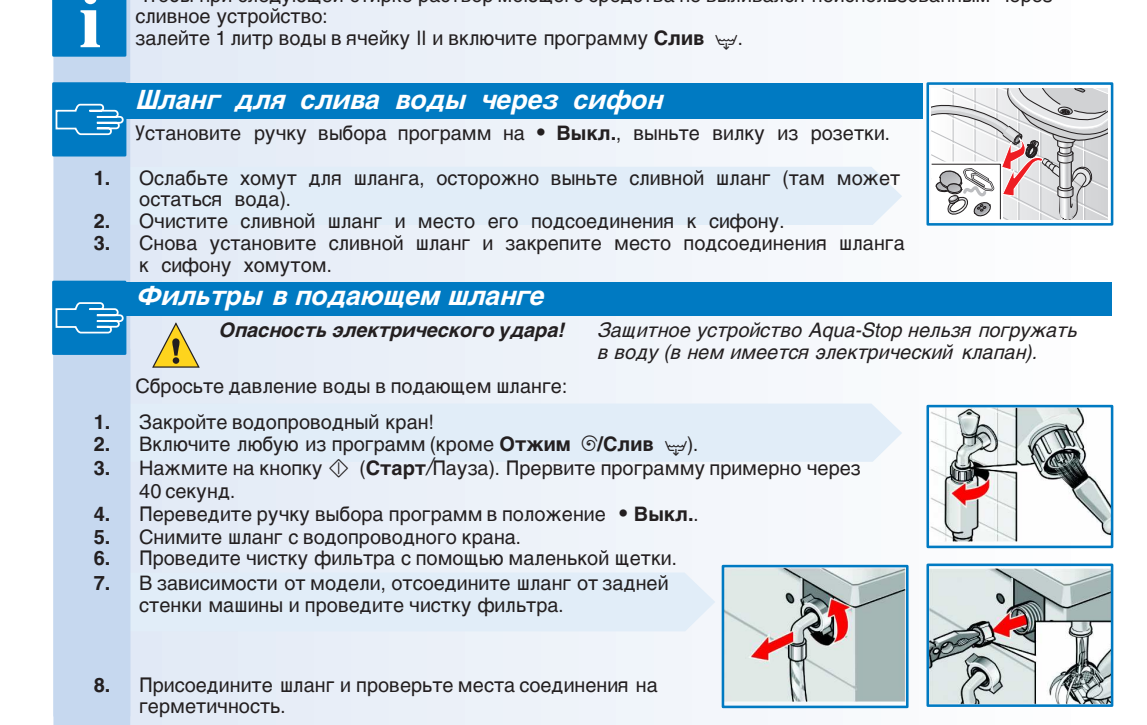 сливное устройство:
залейте 1 литр воды в ячейку II и включите программу Слив.
Шланг для слива воды через сифон
Установите ручку выбора программ на • Выкл., выньте вилку из розетки.
1. Ослабьте хомут для шланга, осторожно выньте сливной шланг (там может
остаться вода).
2. Очистите сливной шланг и место его подсоединения к сифону.
3. Снова установите сливной шланг и закрепите место подсоединения шланга
к сифону хомутом.
Фильтры в подающем шланге
Опасность электрического удара! Защитное устройство Aqua-Stop нельзя погружать
в воду (в нем имеется электрический клапан).
Сбросьте давление воды в подающем шланге:
1. Закройте водопроводный кран!
2. Включите любую из программ (кроме Отжим /Слив ).
3. Нажмите на кнопку (Старт/Пауза). Прервите программу примерно через
40 секунд.
4. Переведите ручку выбора программ в положение • Выкл..
5. Снимите шланг с водопроводного крана.
6. Проведите чистку фильтра с помощью маленькой щетки.
7. В зависимости от модели, отсоедините шланг от задней
стенки машины и проведите чистку фильтра.
8. Присоедините шланг и проверьте места соединения на
герметичность.